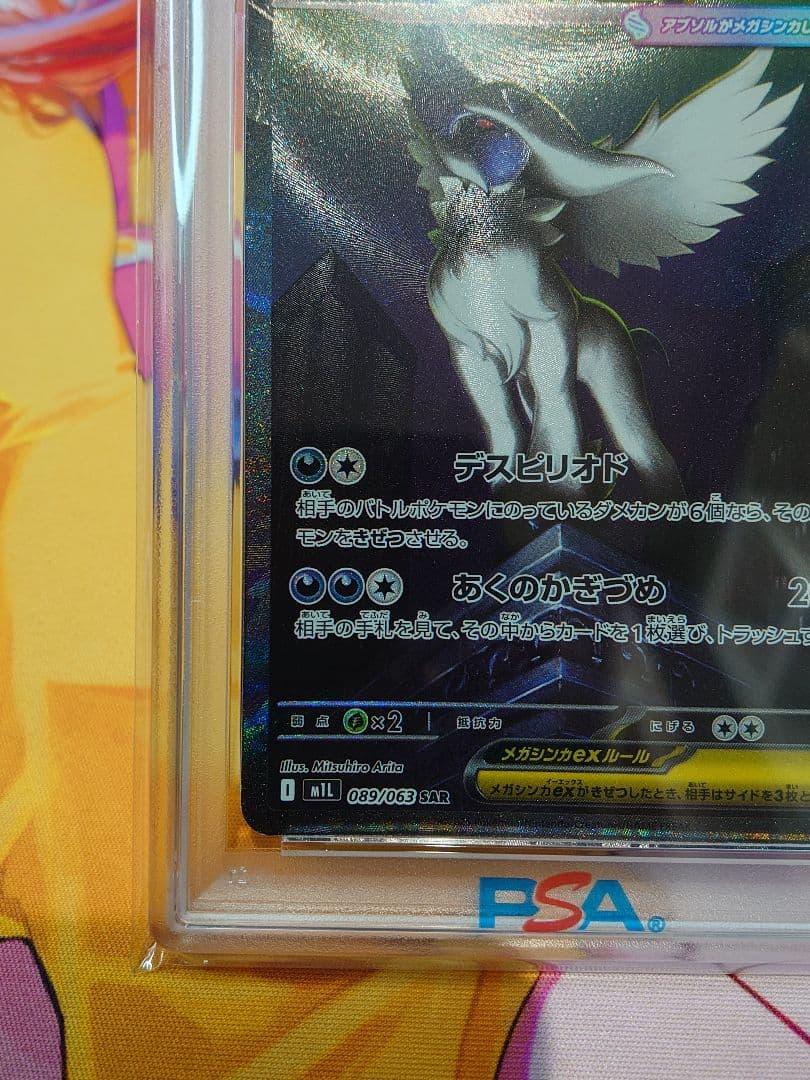 アブソルがメガシンカし
デスピリオド
相手のバトルポケモンにのっているダメカンが6個なら、その
モンをきぜつさせる。
あくのかぎづめ 2
相手の手札を見て、その中からカードを1枚選び、トラッシュす
弱点 ×2 抵抗力 にげる
メガシンカexルール
メガシンカexがきぜつしたとき、相手はサイドを3枚と
Illus. Mitsuhiro Arita
I M1L 089/063 SAR
PSA®